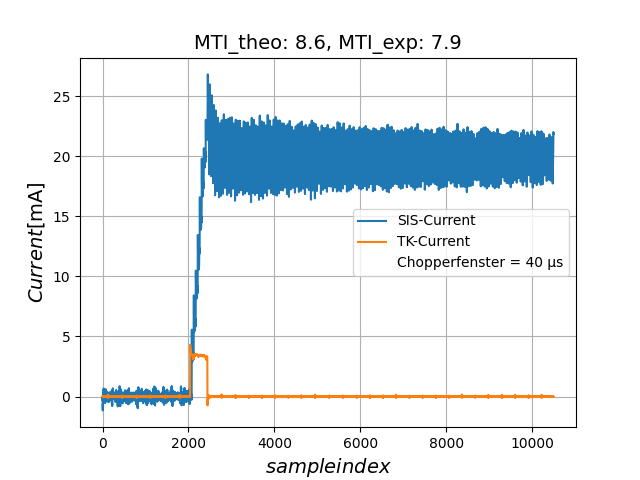 MTI_theo: 8.6, MTI_exp: 7.9
Current[mA]
25
20
15
10
5
0
SIS-Current
TK-Current
Chopperfenster = 40 µs
0 2000 4000 6000 8000 10000
sampleindex